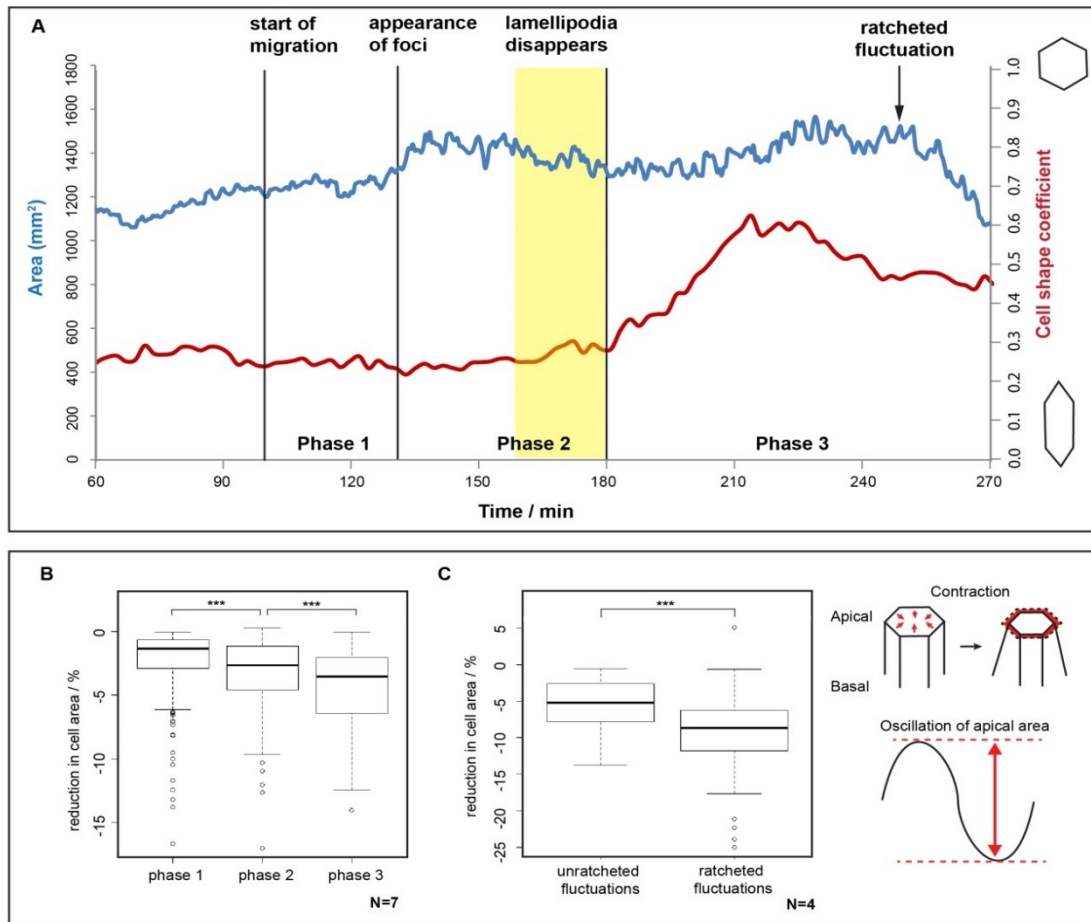 A
start of
migration
appearance
of foci
lamellipodia
disappears
ratcheted
fluctuation
Area (mm²)
1800
1600
1400
1200
1000
800
600
400
200
0
Phase 1
Phase 2
Phase 3
60
90
130
150
180
210
240
270
Time / min
1.0
0.9
0.8
0.7
0.6
0.5
0.4
0.3
0.2
0.1
0.0
Cell shape coefficient
B
***
***
reduction in cell area / %
0
-5
-10
-15
phase 1
phase 2
phase 3
N=7
C
***
reduction in cell area / %
5
0
-5
-10
-15
-20
-25
unratcheted
fluctuations
ratcheted
fluctuations
N=4
Contraction
Apical
Basal
Oscillation of apical area